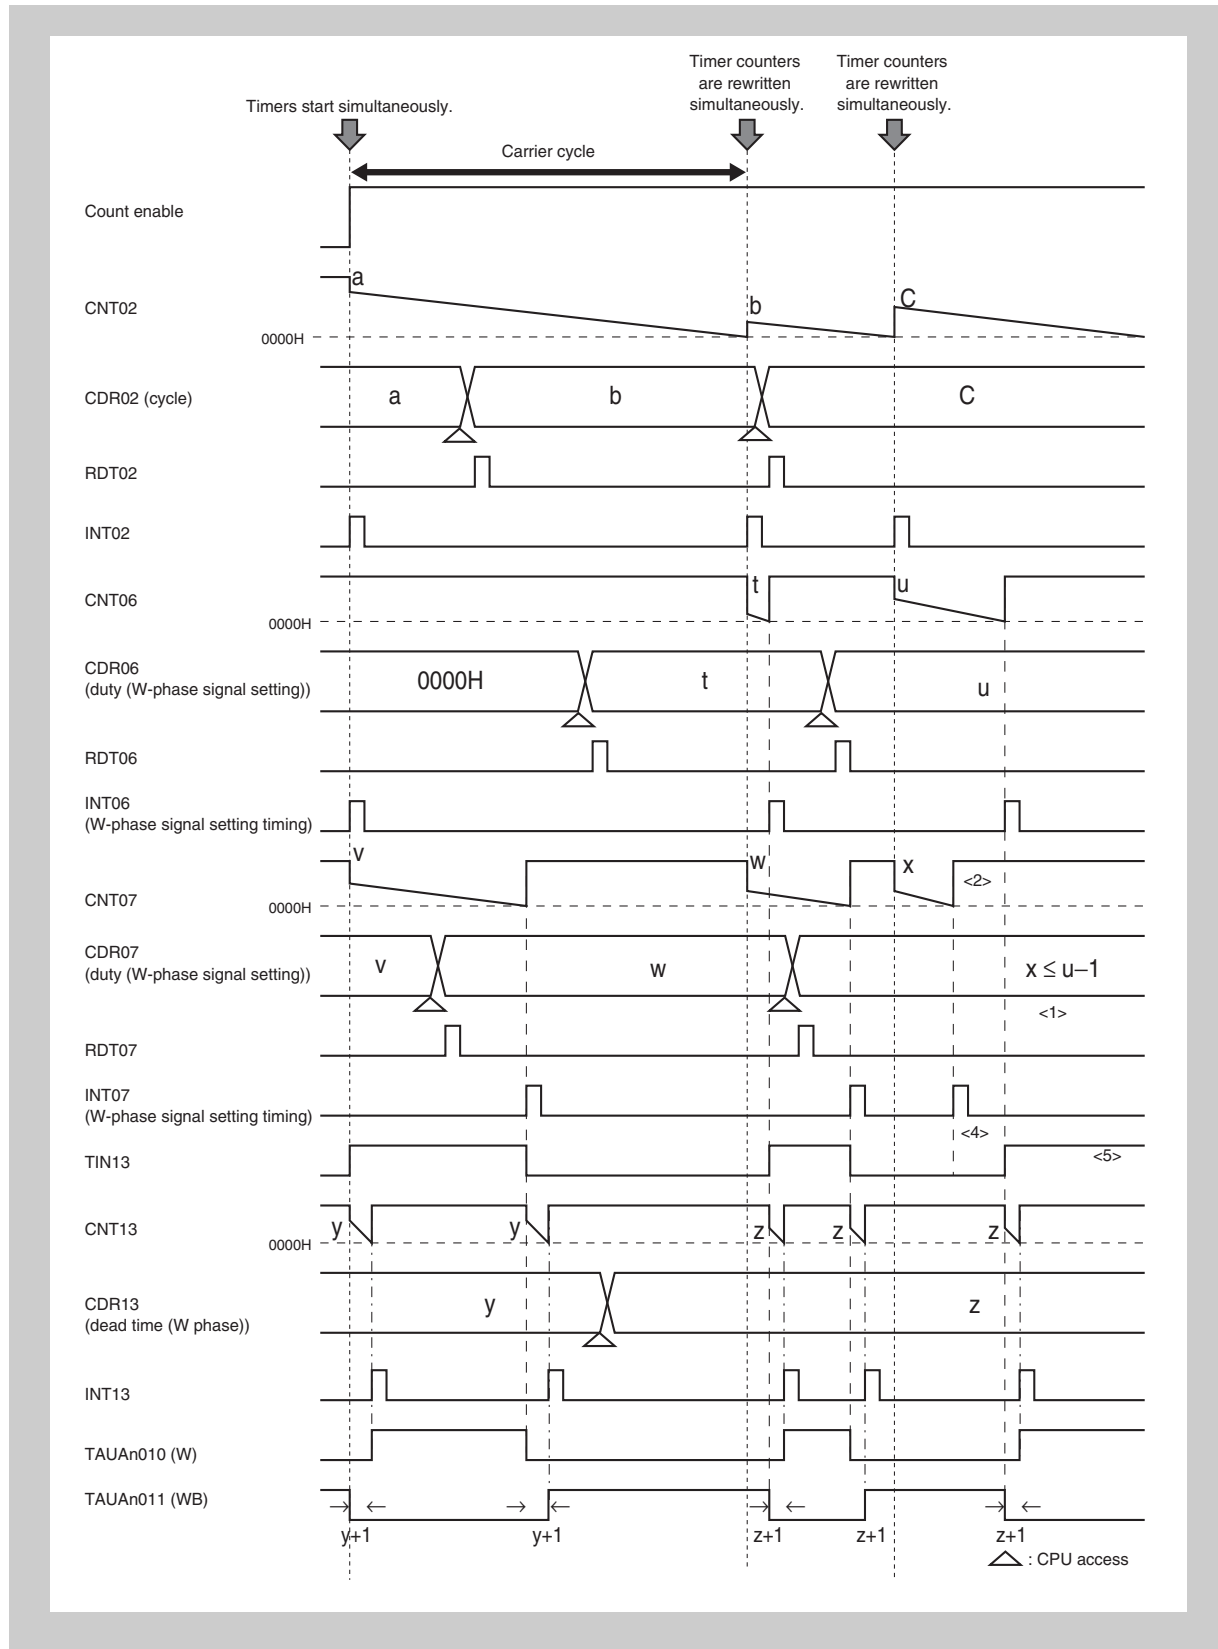 Timer counters
are rewritten
simultaneously.
Timer counters
are rewritten
simultaneously.
Timers start simultaneously.
Carrier cycle
Count enable
CNT02
a
b
C
0000H
CDR02 (cycle)
a
b
C
RDT02
INT02
CNT06
t
u
0000H
CDR06
(duty (W-phase signal setting))
0000H
t
u
RDT06
INT06
(W-phase signal setting timing)
CNT07
v
w
x
<2>
0000H
CDR07
(duty (W-phase signal setting))
v
w
x ≤ u–1
<1>
RDT07
INT07
(W-phase signal setting timing)
<4>
TIN13
<5>
CNT13
y
y
z
z
z
0000H
CDR13
(dead time (W phase))
y
z
INT13
TAUAn010 (W)
TAUAn011 (WB)
y+1
y+1
z+1
z+1
z+1
: CPU access